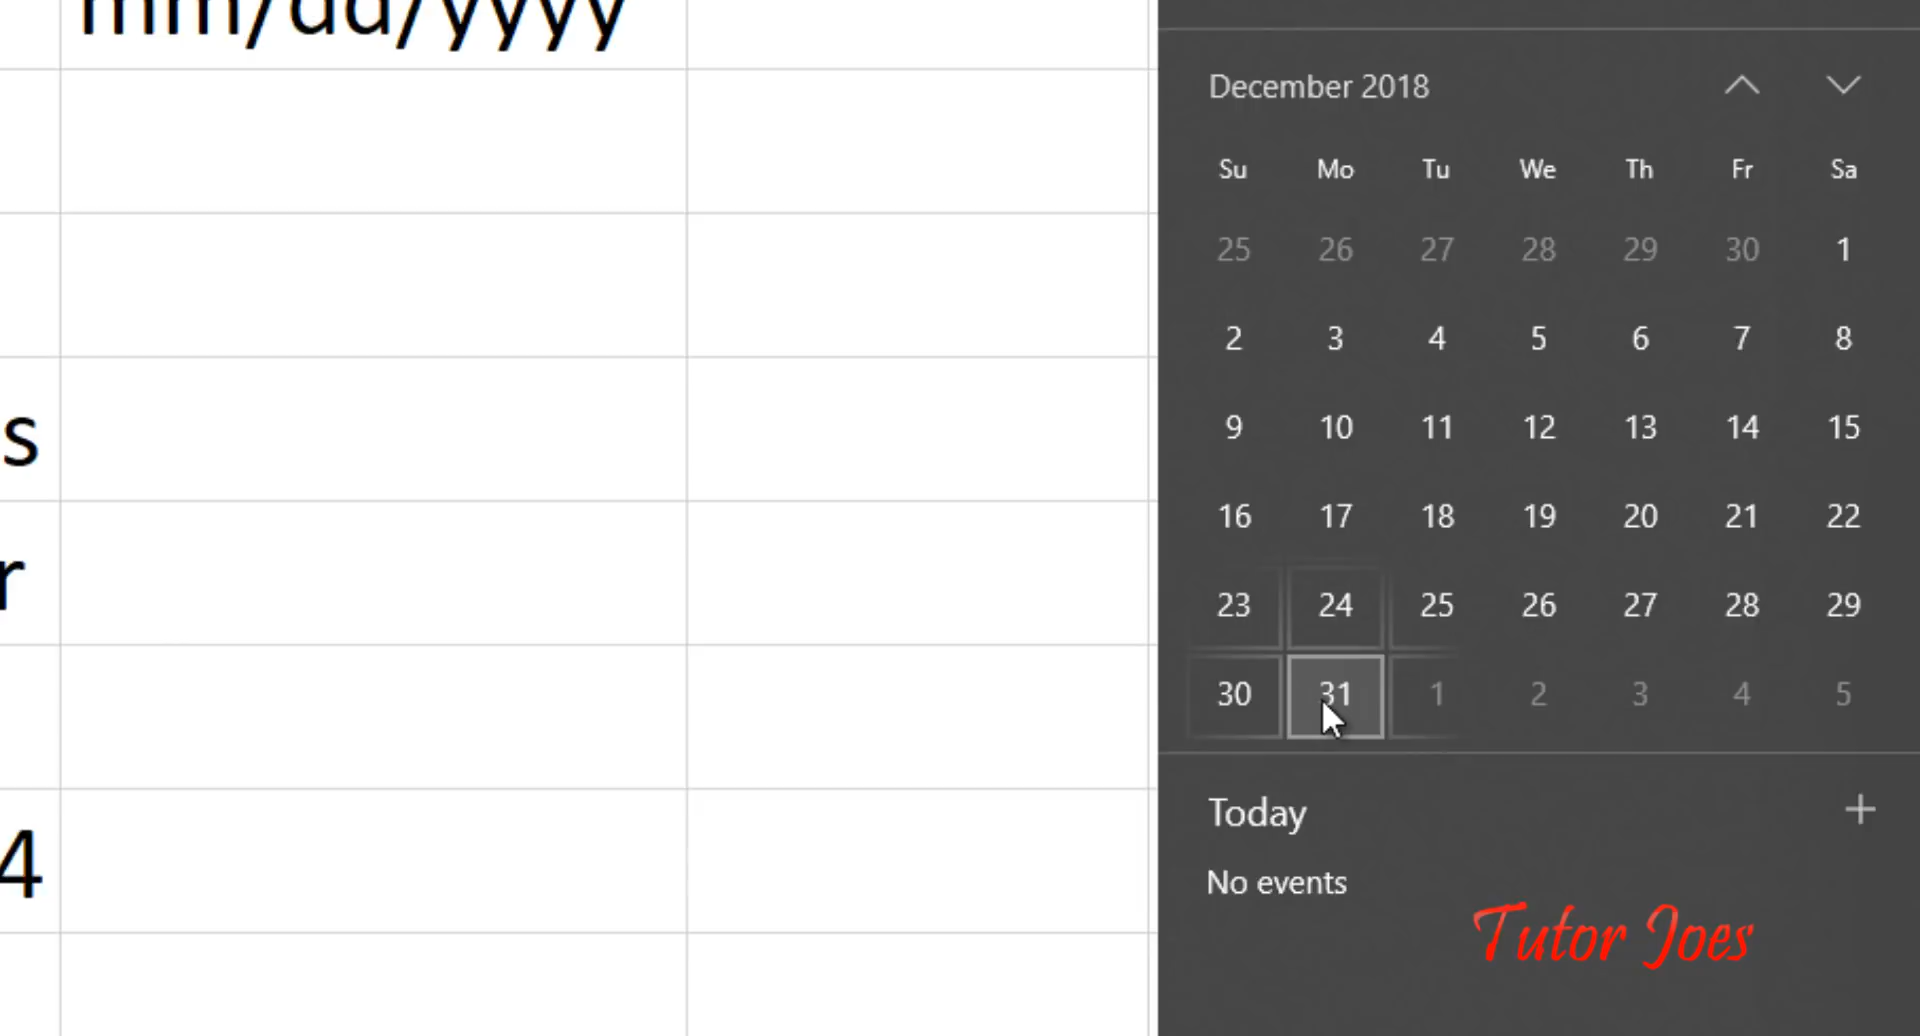 mm/dd/yyyy
s
r
4
December 2018
Su Mo Tu We Th Fr Sa
25 26 27 28 29 30 1
2 3 4 5 6 7 8
9 10 11 12 13 14 15
16 17 18 19 20 21 22
23 24 25 26 27 28 29
30 31 1 2 3 4 5
Today
No events
Tutor Joes